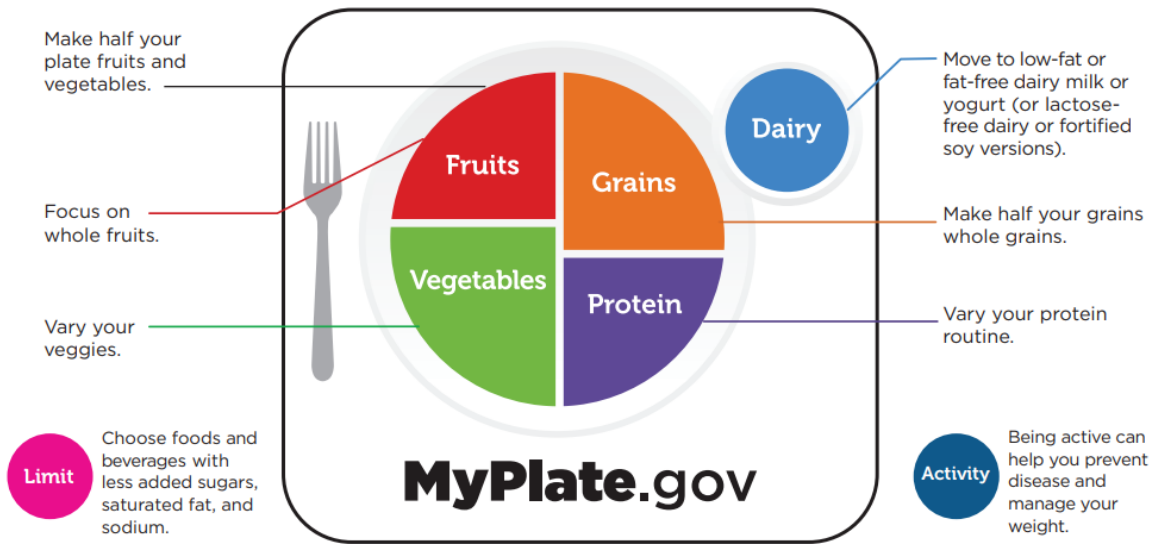 Make half your
plate fruits and
vegetables.
Focus on
whole fruits.
Vary your
veggies.
Fruits
Grains
Vegetables
Protein
Dairy
Move to low-fat or
fat-free dairy milk or
yogurt (or lactose-
free dairy or fortified
soy versions).
Make half your grains
whole grains.
Vary your protein
routine.
Limit
Choose foods and
beverages with
less added sugars,
saturated fat, and
sodium.
MyPlate.gov
Activity
Being active can
help you prevent
disease and
manage your
weight.